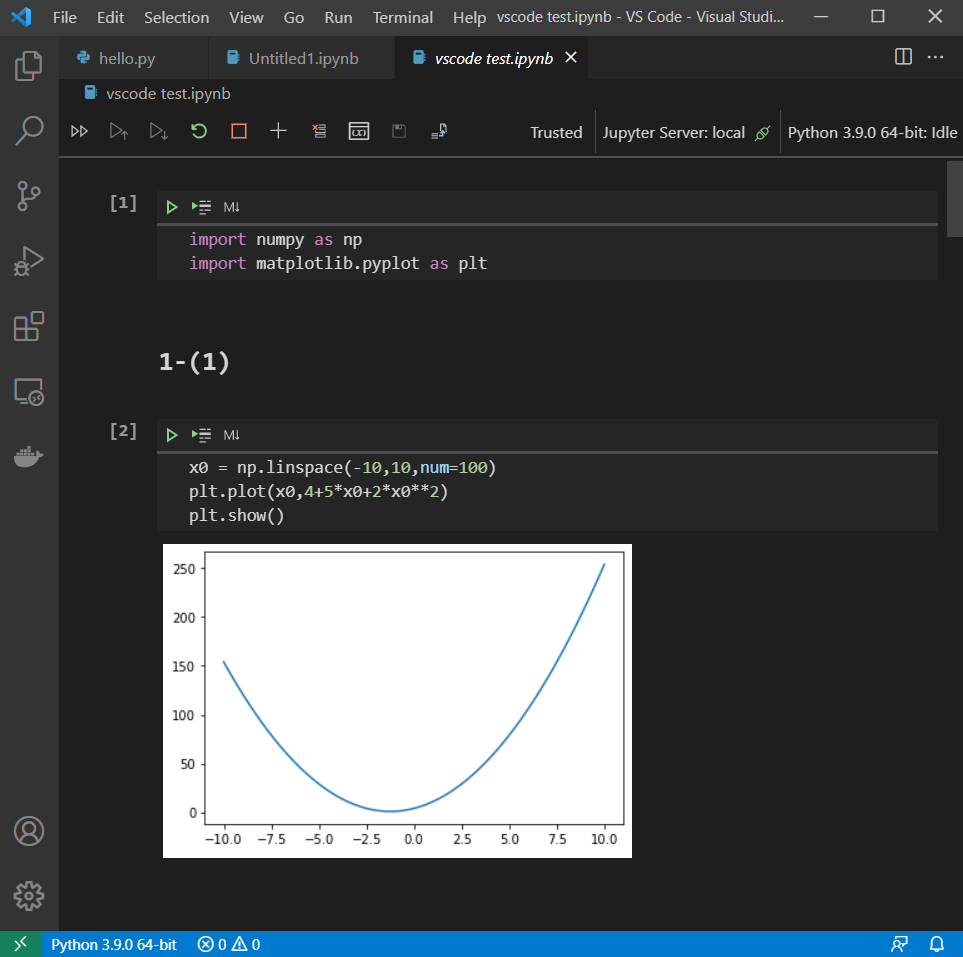 File Edit Selection View Go Run Terminal Help vscode test.ipynb - VS Code - Visual Studi...
hello.py Untitled1.ipynb vscode test.ipynb
vscode test.ipynb
Trusted Jupyter Server: local Python 3.9.0 64-bit: Idle
[1] M↓
import numpy as np
import matplotlib.pyplot as plt
1-(1)
[2] M↓
x0 = np.linspace(-10,10,num=100)
plt.plot(x0,4+5*x0+2*x0**2)
plt.show()
250
200
150
100
50
0
−10.0 −7.5 −5.0 −2.5 0.0 2.5 5.0 7.5 10.0
Python 3.9.0 64-bit 0 0